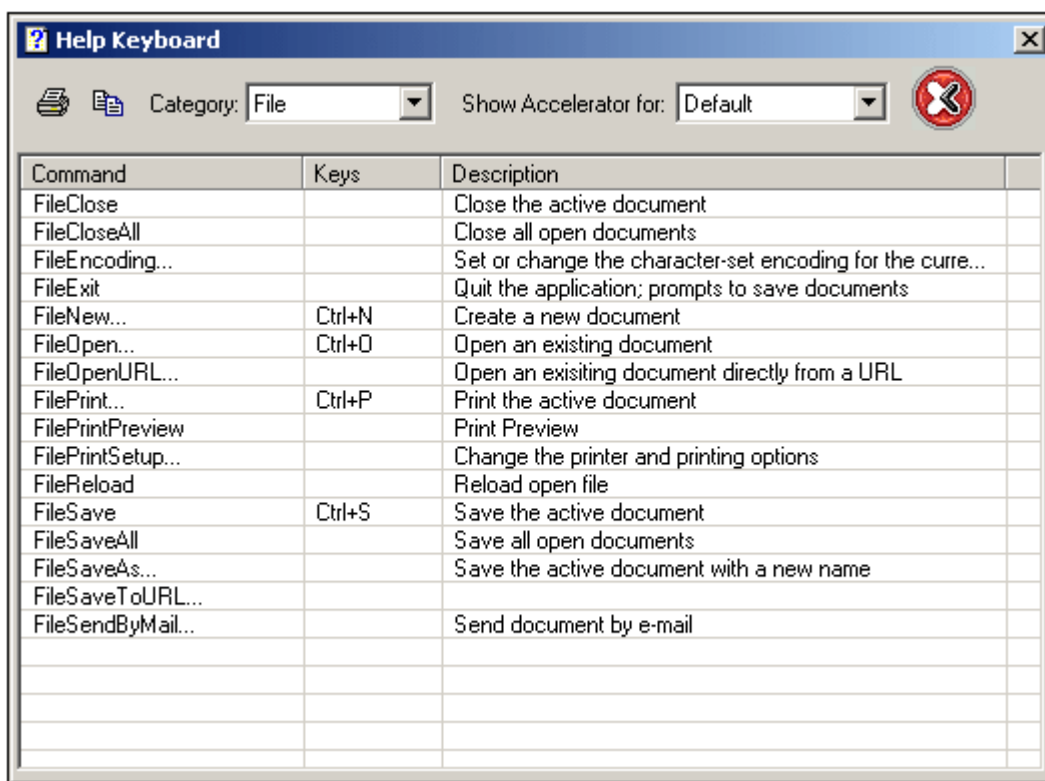 Help Keyboard
Category: File Show Accelerator for: Default
Command Keys Description
FileClose Close the active document
FileCloseAll Close all open documents
FileEncoding... Set or change the character-set encoding for the curre...
FileExit Quit the application; prompts to save documents
FileNew... Ctrl+N Create a new document
FileOpen... Ctrl+O Open an existing document
FileOpenURL... Open an exisiting document directly from a URL
FilePrint... Ctrl+P Print the active document
FilePrintPreview Print Preview
FilePrintSetup... Change the printer and printing options
FileReload Reload open file
FileSave Ctrl+S Save the active document
FileSaveAll Save all open documents
FileSaveAs... Save the active document with a new name
FileSaveToURL...
FileSendByMail... Send document by e-mail